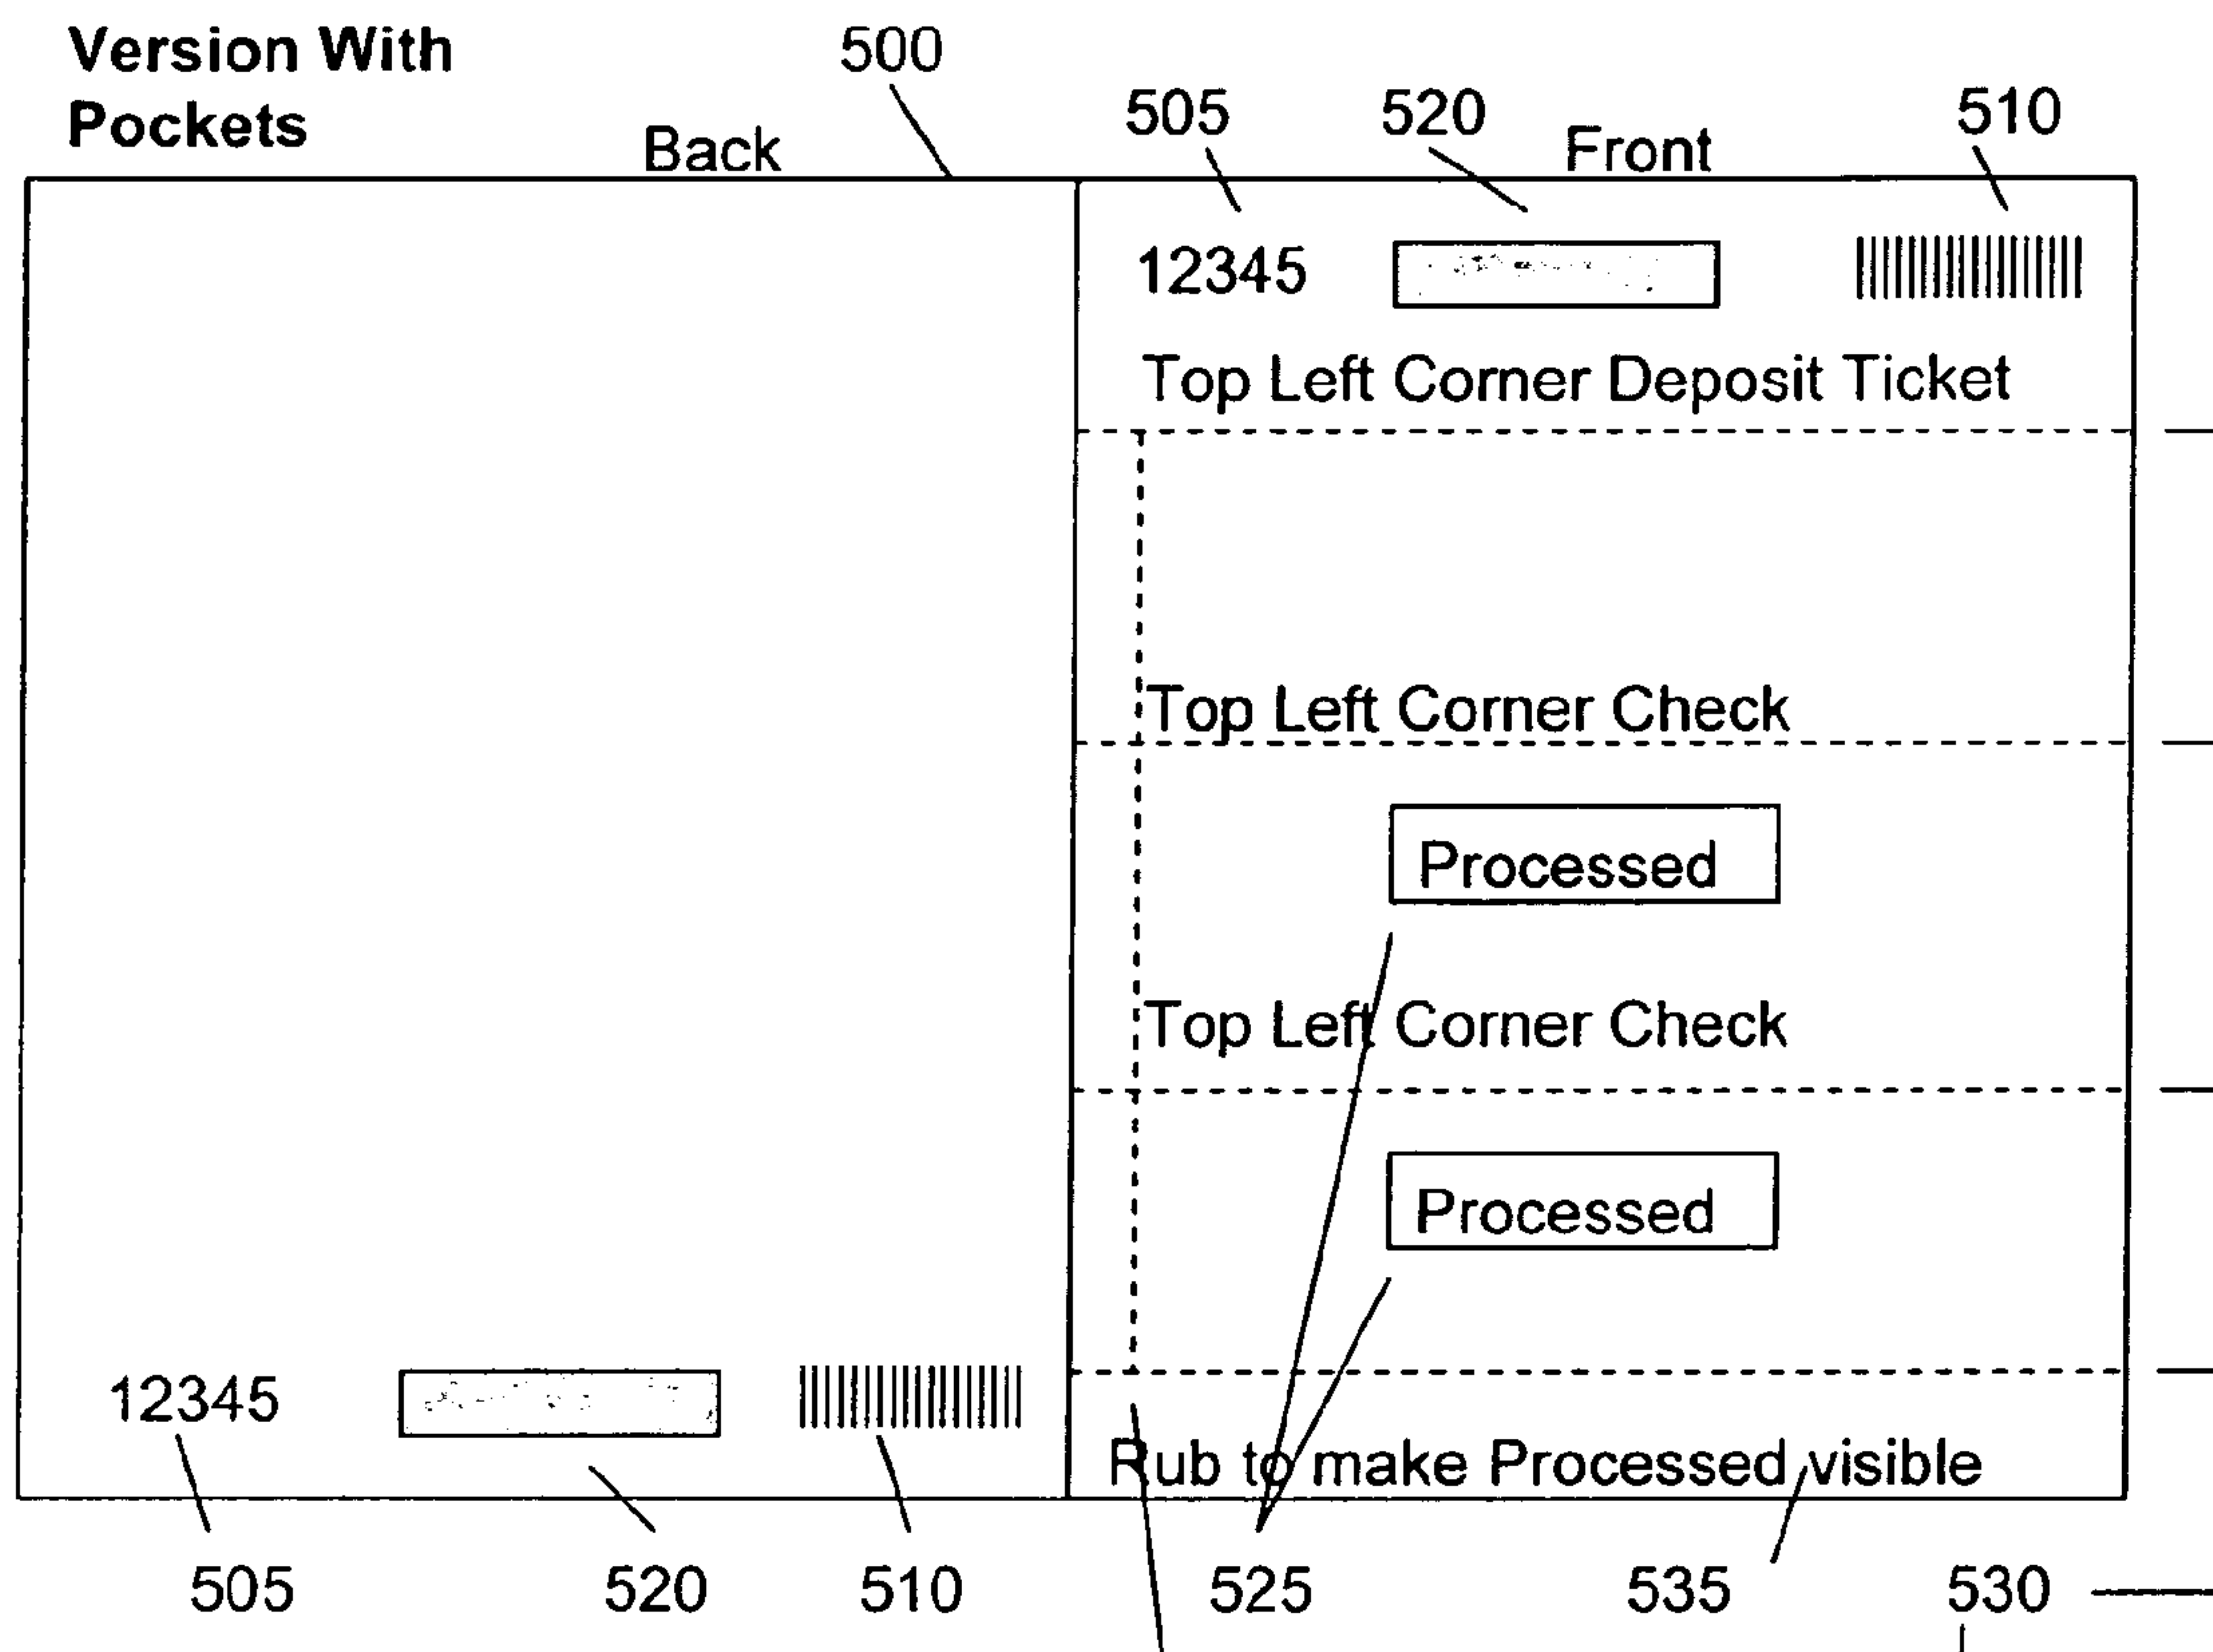 Version With
Pockets
500
Back
505
520
Front
510
12345
Top Left Corner Deposit Ticket
Top Left Corner Check
Processed
Top Left Corner Check
Processed
12345
Rub to make Processed visible
505
520
510
525
535
530